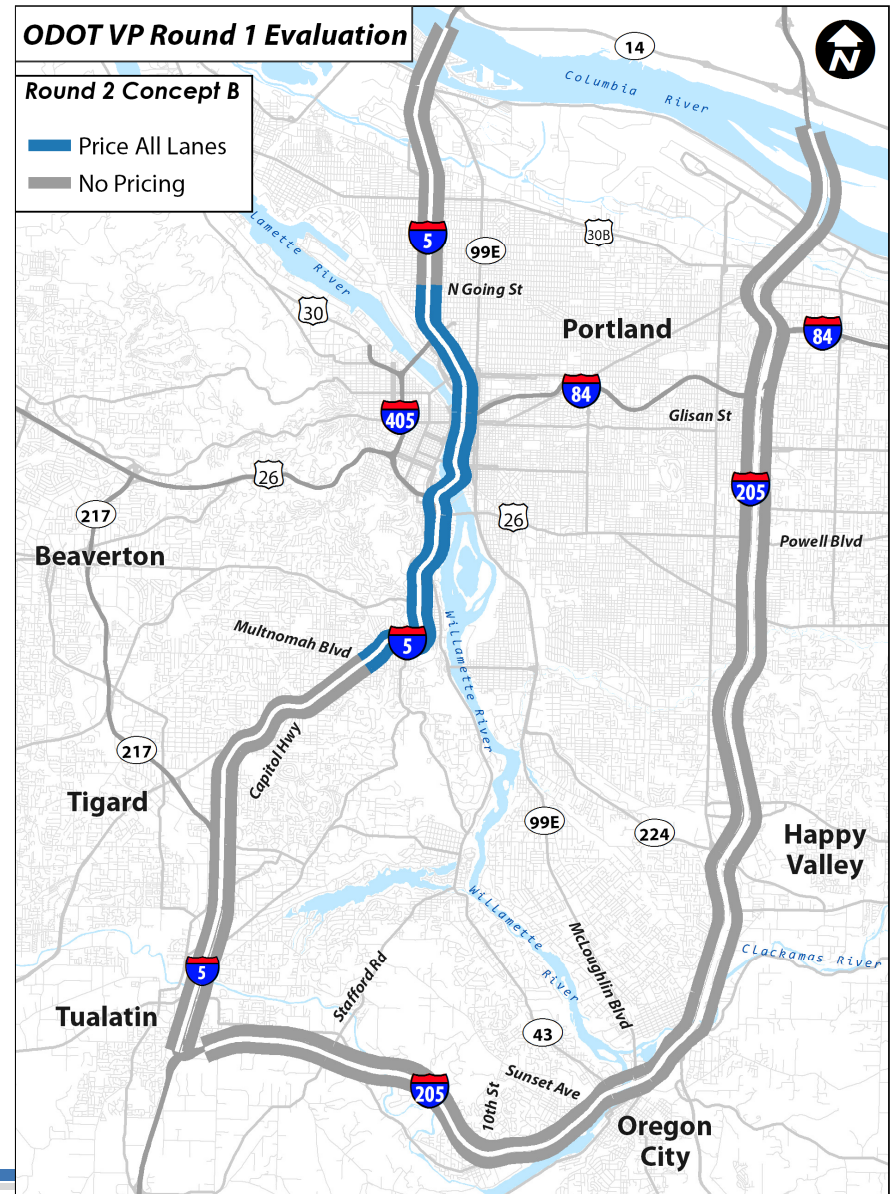 ODOT VP Round 1 Evaluation
Round 2 Concept B
Price All Lanes
No Pricing
N
14
Columbia River
5
99E
30B
lamette River
N Going St
30
Portland
84
84
405
Glisan St
26
205
217
26
Powell Blvd
Beaverton
Multnomah Blvd
5
Willamette River
217
Capitol Hwy
Tigard
99E
224
Happy
Valley
Willamette River
McLoughlin Blvd
Clackamas River
5
Stafford Rd
Tualatin
43
Sunset Ave
205
10th St
Oregon
City